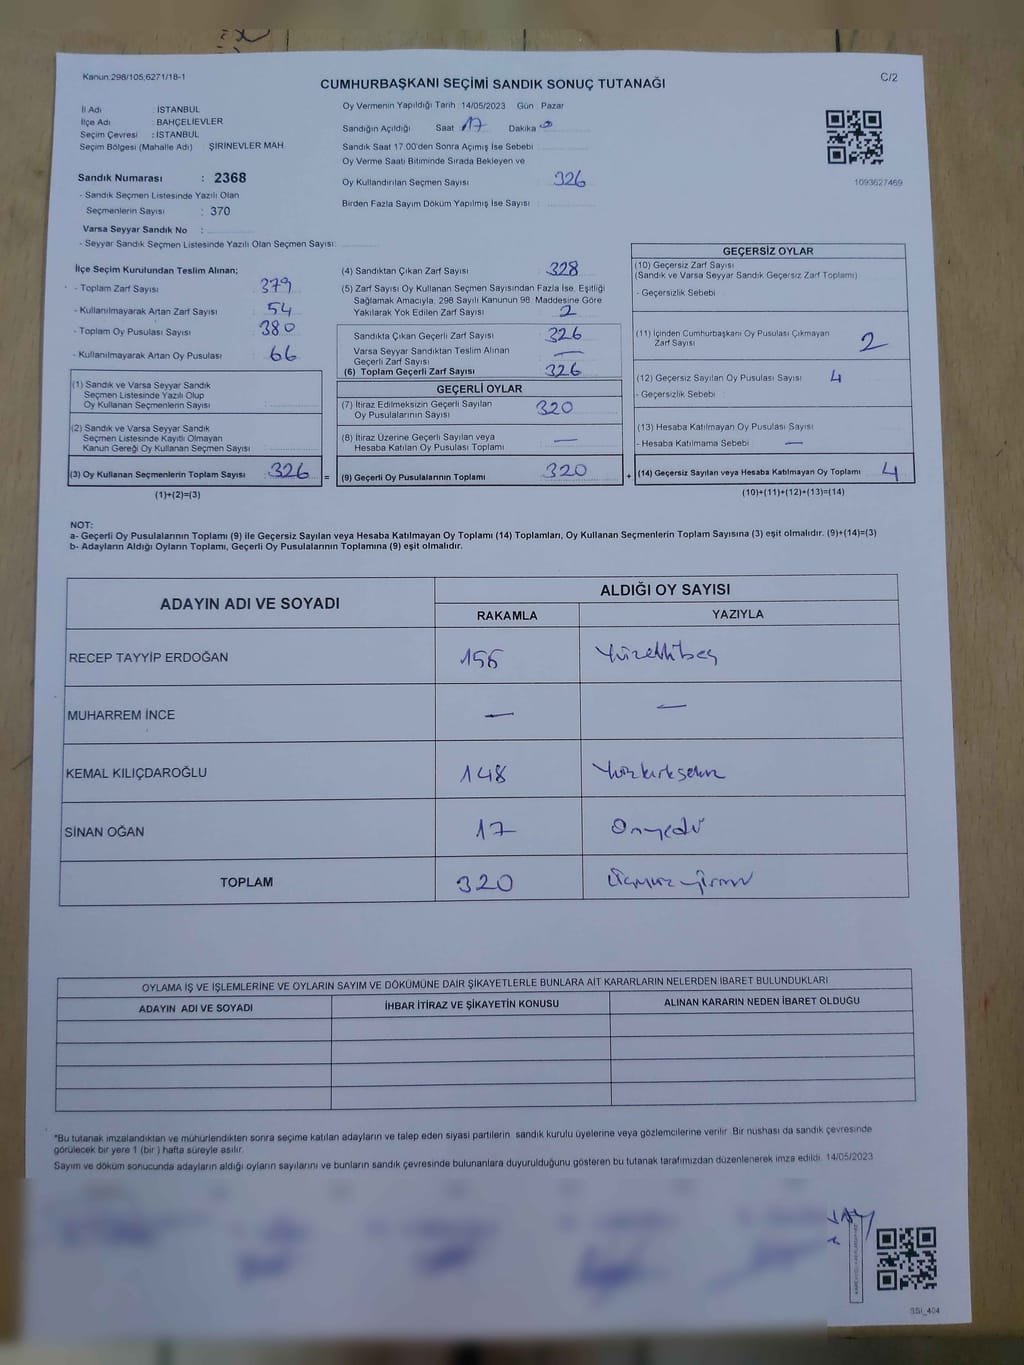 Kanun:298/105;6271/18-1
C/2
CUMHURBAŞKANI SEÇİMİ SANDIK SONUÇ TUTANAĞI
İl Adı : İSTANBUL
İlçe Adı : BAHÇELİEVLER
Seçim Çevresi : İSTANBUL
Seçim Bölgesi (Mahalle Adı) : ŞİRİNEVLER MAH.
Sandık Numarası : 2368
- Sandık Seçmen Listesinde Yazılı Olan
Seçmenlerin Sayısı : 370
Varsa Seyyar Sandık No :
- Seyyar Sandık Seçmen Listesinde Yazılı Olan Seçmen Sayısı:
Oy Vermenin Yapıldığı Tarih : 14/05/2023 Gün : Pazar
Sandığın Açıldığı Saat 17 Dakika 0
Sandık Saat 17.00'den Sonra Açımış İse Sebebi :
Oy Verme Saati Bitiminde Sırada Bekleyen ve
Oy Kullandırılan Seçmen Sayısı 326
Birden Fazla Sayım Döküm Yapılmış İse Sayısı :
1093627469
İlçe Seçim Kurulundan Teslim Alınan;
- Toplam Zarf Sayısı 379
- Kullanılmayarak Artan Zarf Sayısı 54
- Toplam Oy Pusulası Sayısı 380
- Kullanılmayarak Artan Oy Pusulası 66
(1) Sandık ve Varsa Seyyar Sandık
Seçmen Listesinde Yazılı Olup
Oy Kullanan Seçmenlerin Sayısı :
(2) Sandık ve Varsa Seyyar Sandık
Seçmen Listesinde Kayıtlı Olmayan
Kanun Gereği Oy Kullanan Seçmen Sayısı :
(3) Oy Kullanan Seçmenlerin Toplam Sayısı 326
(1)+(2)=(3)
(4) Sandıktan Çıkan Zarf Sayısı 328
(5) Zarf Sayısı Oy Kullanan Seçmen Sayısından Fazla İse, Eşitliği
Sağlamak Amacıyla, 298 Sayılı Kanunun 98. Maddesine Göre
Yakılarak Yok Edilen Zarf Sayısı 2
Sandıkta Çıkan Geçerli Zarf Sayısı 326
Varsa Seyyar Sandıktan Teslim Alınan
Geçerli Zarf Sayısı —
(6) Toplam Geçerli Zarf Sayısı 326
GEÇERLİ OYLAR
(7) İtiraz Edilmeksizin Geçerli Sayılan
Oy Pusulalarının Sayısı 320
(8) İtiraz Üzerine Geçerli Sayılan veya
Hesaba Katılan Oy Pusulası Toplamı —
= (9) Geçerli Oy Pusulalarının Toplamı 320 +
GEÇERSİZ OYLAR
(10) Geçersiz Zarf Sayısı
(Sandık ve Varsa Seyyar Sandık Geçersiz Zarf Toplamı)
- Geçersizlik Sebebi :
(11) İçinden Cumhurbaşkanı Oy Pusulası Çıkmayan
Zarf Sayısı 2
(12) Geçersiz Sayılan Oy Pusulası Sayısı 4
- Geçersizlik Sebebi :
(13) Hesaba Katılmayan Oy Pusulası Sayısı
- Hesaba Katılmama Sebebi : —
(14) Geçersiz Sayılan veya Hesaba Katılmayan Oy Toplamı 4
(10)+(11)+(12)+(13)=(14)
NOT:
a- Geçerli Oy Pusulalarının Toplamı (9) ile Geçersiz Sayılan veya Hesaba Katılmayan Oy Toplamı (14) Toplamları, Oy Kullanan Seçmenlerin Toplam Sayısına (3) eşit olmalıdır. (9)+(14)=(3)
b- Adayların Aldığı Oyların Toplamı, Geçerli Oy Pusulalarının Toplamına (9) eşit olmalıdır.
ADAYIN ADI VE SOYADI
ALDIĞI OY SAYISI
RAKAMLA YAZIYLA
RECEP TAYYİP ERDOĞAN 155 Yüzellibeş
MUHARREM İNCE — —
KEMAL KILIÇDAROĞLU 148 Yüzkırksekiz
SİNAN OĞAN 17 Onyedi
TOPLAM 320 Üçyüz yirmi
OYLAMA İŞ VE İŞLEMLERİNE VE OYLARIN SAYIM VE DÖKÜMÜNE DAİR ŞİKAYETLERLE BUNLARA AİT KARARLARIN NELERDEN İBARET BULUNDUKLARI
ADAYIN ADI VE SOYADI İHBAR İTİRAZ VE ŞİKAYETİN KONUSU ALINAN KARARIN NEDEN İBARET OLDUĞU
*Bu tutanak imzalandıktan ve mühürlendikten sonra seçime katılan adayların ve talep eden siyasi partilerin sandık kurulu üyelerine veya gözlemcilerine verilir. Bir nushası da sandık çevresinde
görülecek bir yere 1 (bir) hafta süreyle asılır.
Sayım ve döküm sonucunda adayların aldığı oyların sayılarını ve bunların sandık çevresinde bulunanlara duyurulduğunu gösteren bu tutanak tarafımızdan düzenlenerek imza edildi. 14/05/2023
SSI_404